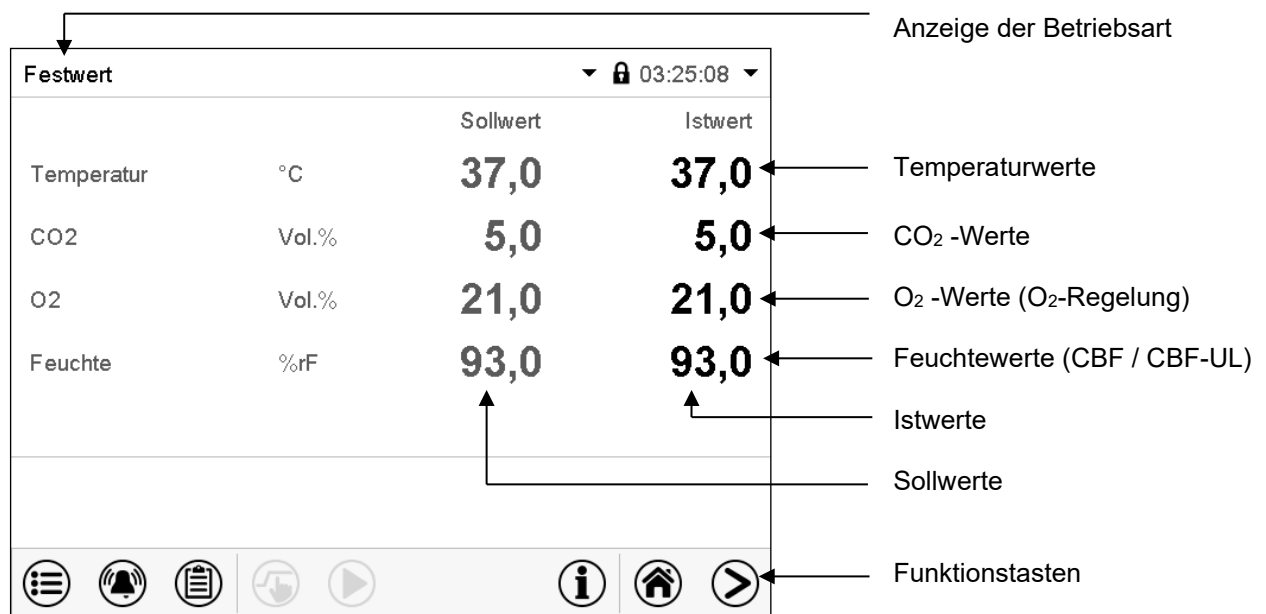 Anzeige der Betriebsart
Festwert 03:25:08
Sollwert Istwert
Temperatur °C 37,0 37,0 Temperaturwerte
CO2 Vol.% 5,0 5,0 CO₂ -Werte
O2 Vol.% 21,0 21,0 O₂ -Werte (O₂-Regelung)
Feuchte %rF 93,0 93,0 Feuchtewerte (CBF / CBF-UL)
Istwerte
Sollwerte
Funktionstasten